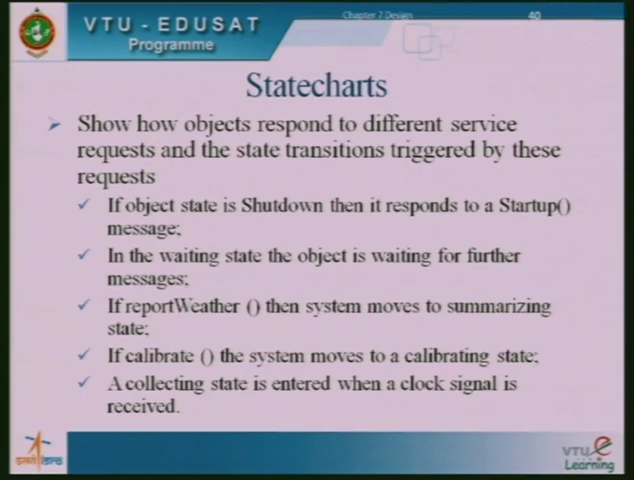 VTU - EDUSAT
Programme
Chapter 7 Design
40
Statecharts
Show how objects respond to different service
requests and the state transitions triggered by these
requests
If object state is Shutdown then it responds to a Startup()
message;
In the waiting state the object is waiting for further
messages;
If reportWeather () then system moves to summarizing
state;
If calibrate () the system moves to a calibrating state;
A collecting state is entered when a clock signal is
received.
VTU e
Learning